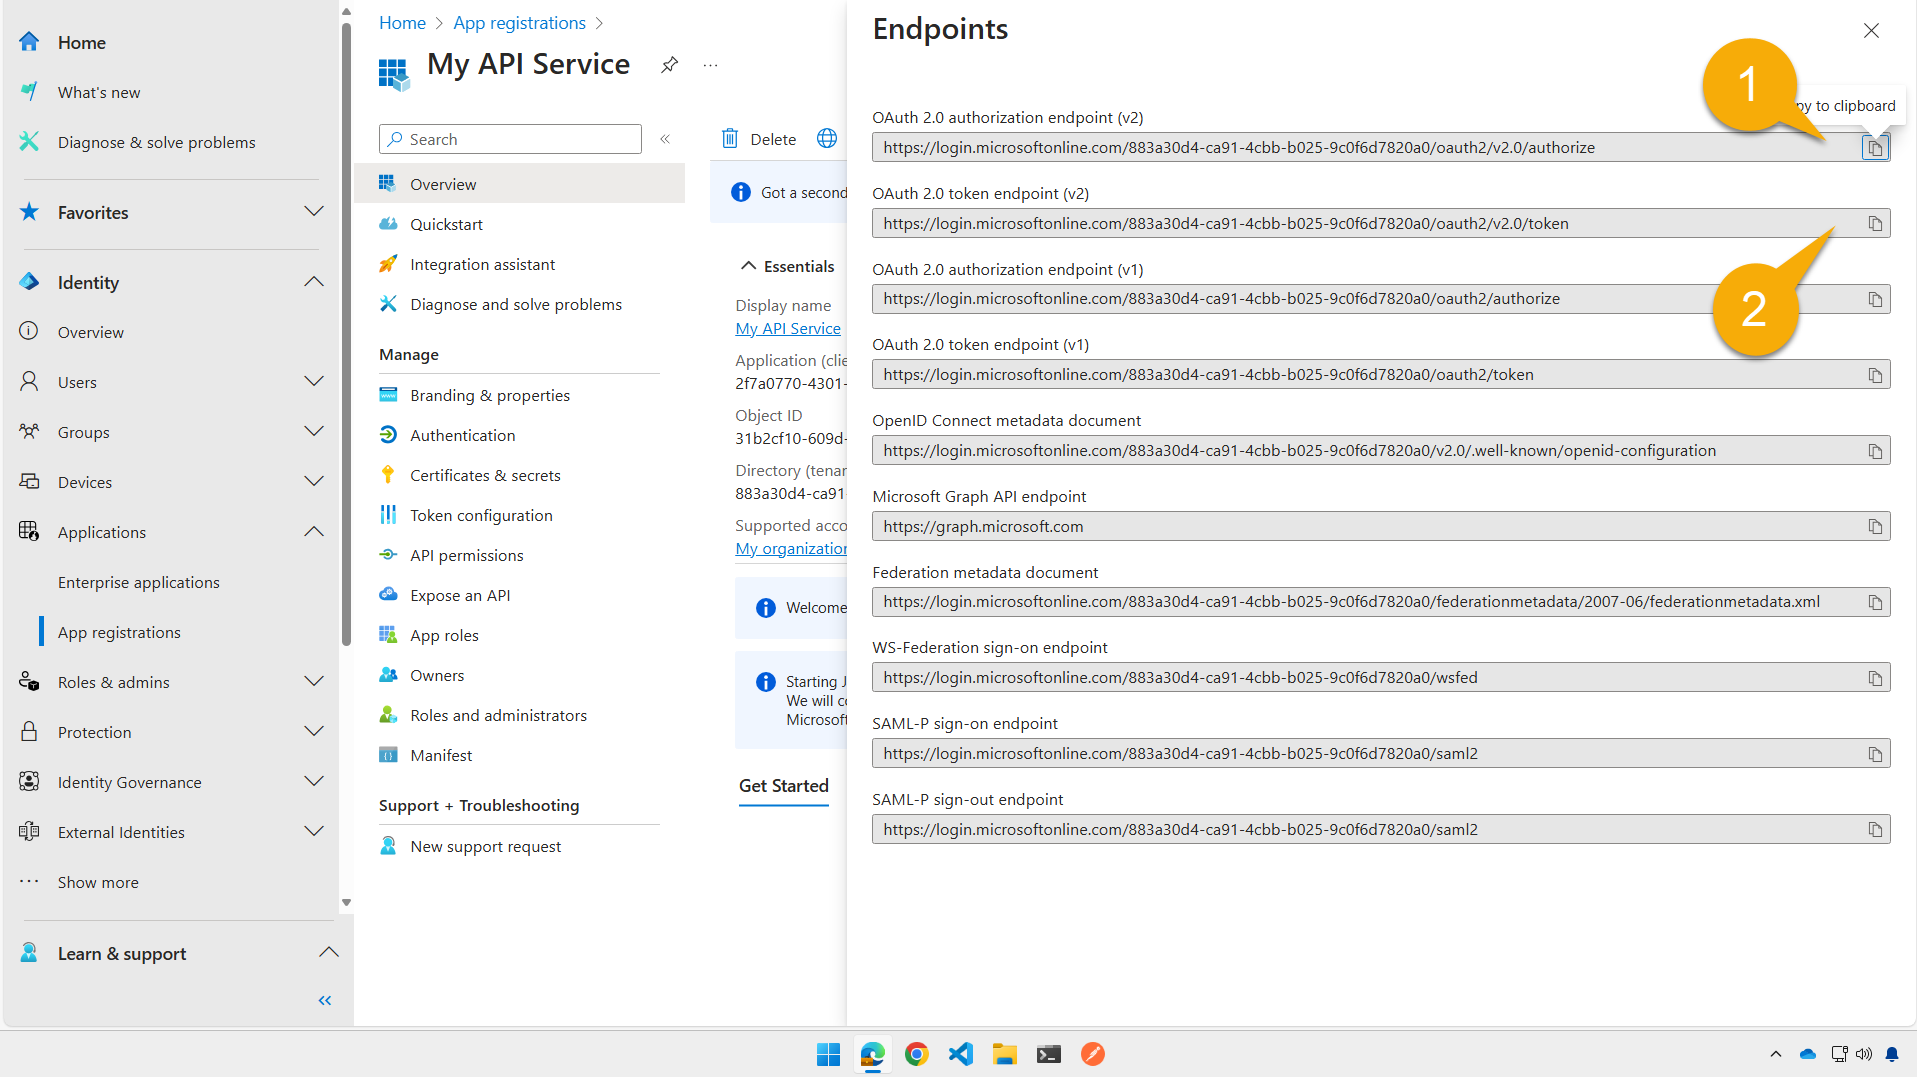 Home
What's new
Diagnose & solve problems
Favorites
Identity
Overview
Users
Groups
Devices
Applications
Enterprise applications
App registrations
Roles & admins
Protection
Identity Governance
External Identities
Show more
Learn & support
Home > App registrations >
My API Service
Search
Overview
Quickstart
Integration assistant
Diagnose and solve problems
Manage
Branding & properties
Authentication
Certificates & secrets
Token configuration
API permissions
Expose an API
App roles
Owners
Roles and administrators
Manifest
Support + Troubleshooting
New support request
Delete
Got a second
Essentials
Display name
My API Service
Application (clie
2f7a0770-4301-
Object ID
31b2cf10-609d-
Directory (tenan
883a30d4-ca91-
Supported acco
My organization
Welcome
Starting J
We will co
Microsoft
Get Started
Endpoints
1
py to clipboard
OAuth 2.0 authorization endpoint (v2)
https://login.microsoftonline.com/883a30d4-ca91-4cbb-b025-9c0f6d7820a0/oauth2/v2.0/authorize
OAuth 2.0 token endpoint (v2)
https://login.microsoftonline.com/883a30d4-ca91-4cbb-b025-9c0f6d7820a0/oauth2/v2.0/token
2
OAuth 2.0 authorization endpoint (v1)
https://login.microsoftonline.com/883a30d4-ca91-4cbb-b025-9c0f6d7820a0/oauth2/authorize
OAuth 2.0 token endpoint (v1)
https://login.microsoftonline.com/883a30d4-ca91-4cbb-b025-9c0f6d7820a0/oauth2/token
OpenID Connect metadata document
https://login.microsoftonline.com/883a30d4-ca91-4cbb-b025-9c0f6d7820a0/v2.0/.well-known/openid-configuration
Microsoft Graph API endpoint
https://graph.microsoft.com
Federation metadata document
https://login.microsoftonline.com/883a30d4-ca91-4cbb-b025-9c0f6d7820a0/federationmetadata/2007-06/federationmetadata.xml
WS-Federation sign-on endpoint
https://login.microsoftonline.com/883a30d4-ca91-4cbb-b025-9c0f6d7820a0/wsfed
SAML-P sign-on endpoint
https://login.microsoftonline.com/883a30d4-ca91-4cbb-b025-9c0f6d7820a0/saml2
SAML-P sign-out endpoint
https://login.microsoftonline.com/883a30d4-ca91-4cbb-b025-9c0f6d7820a0/saml2